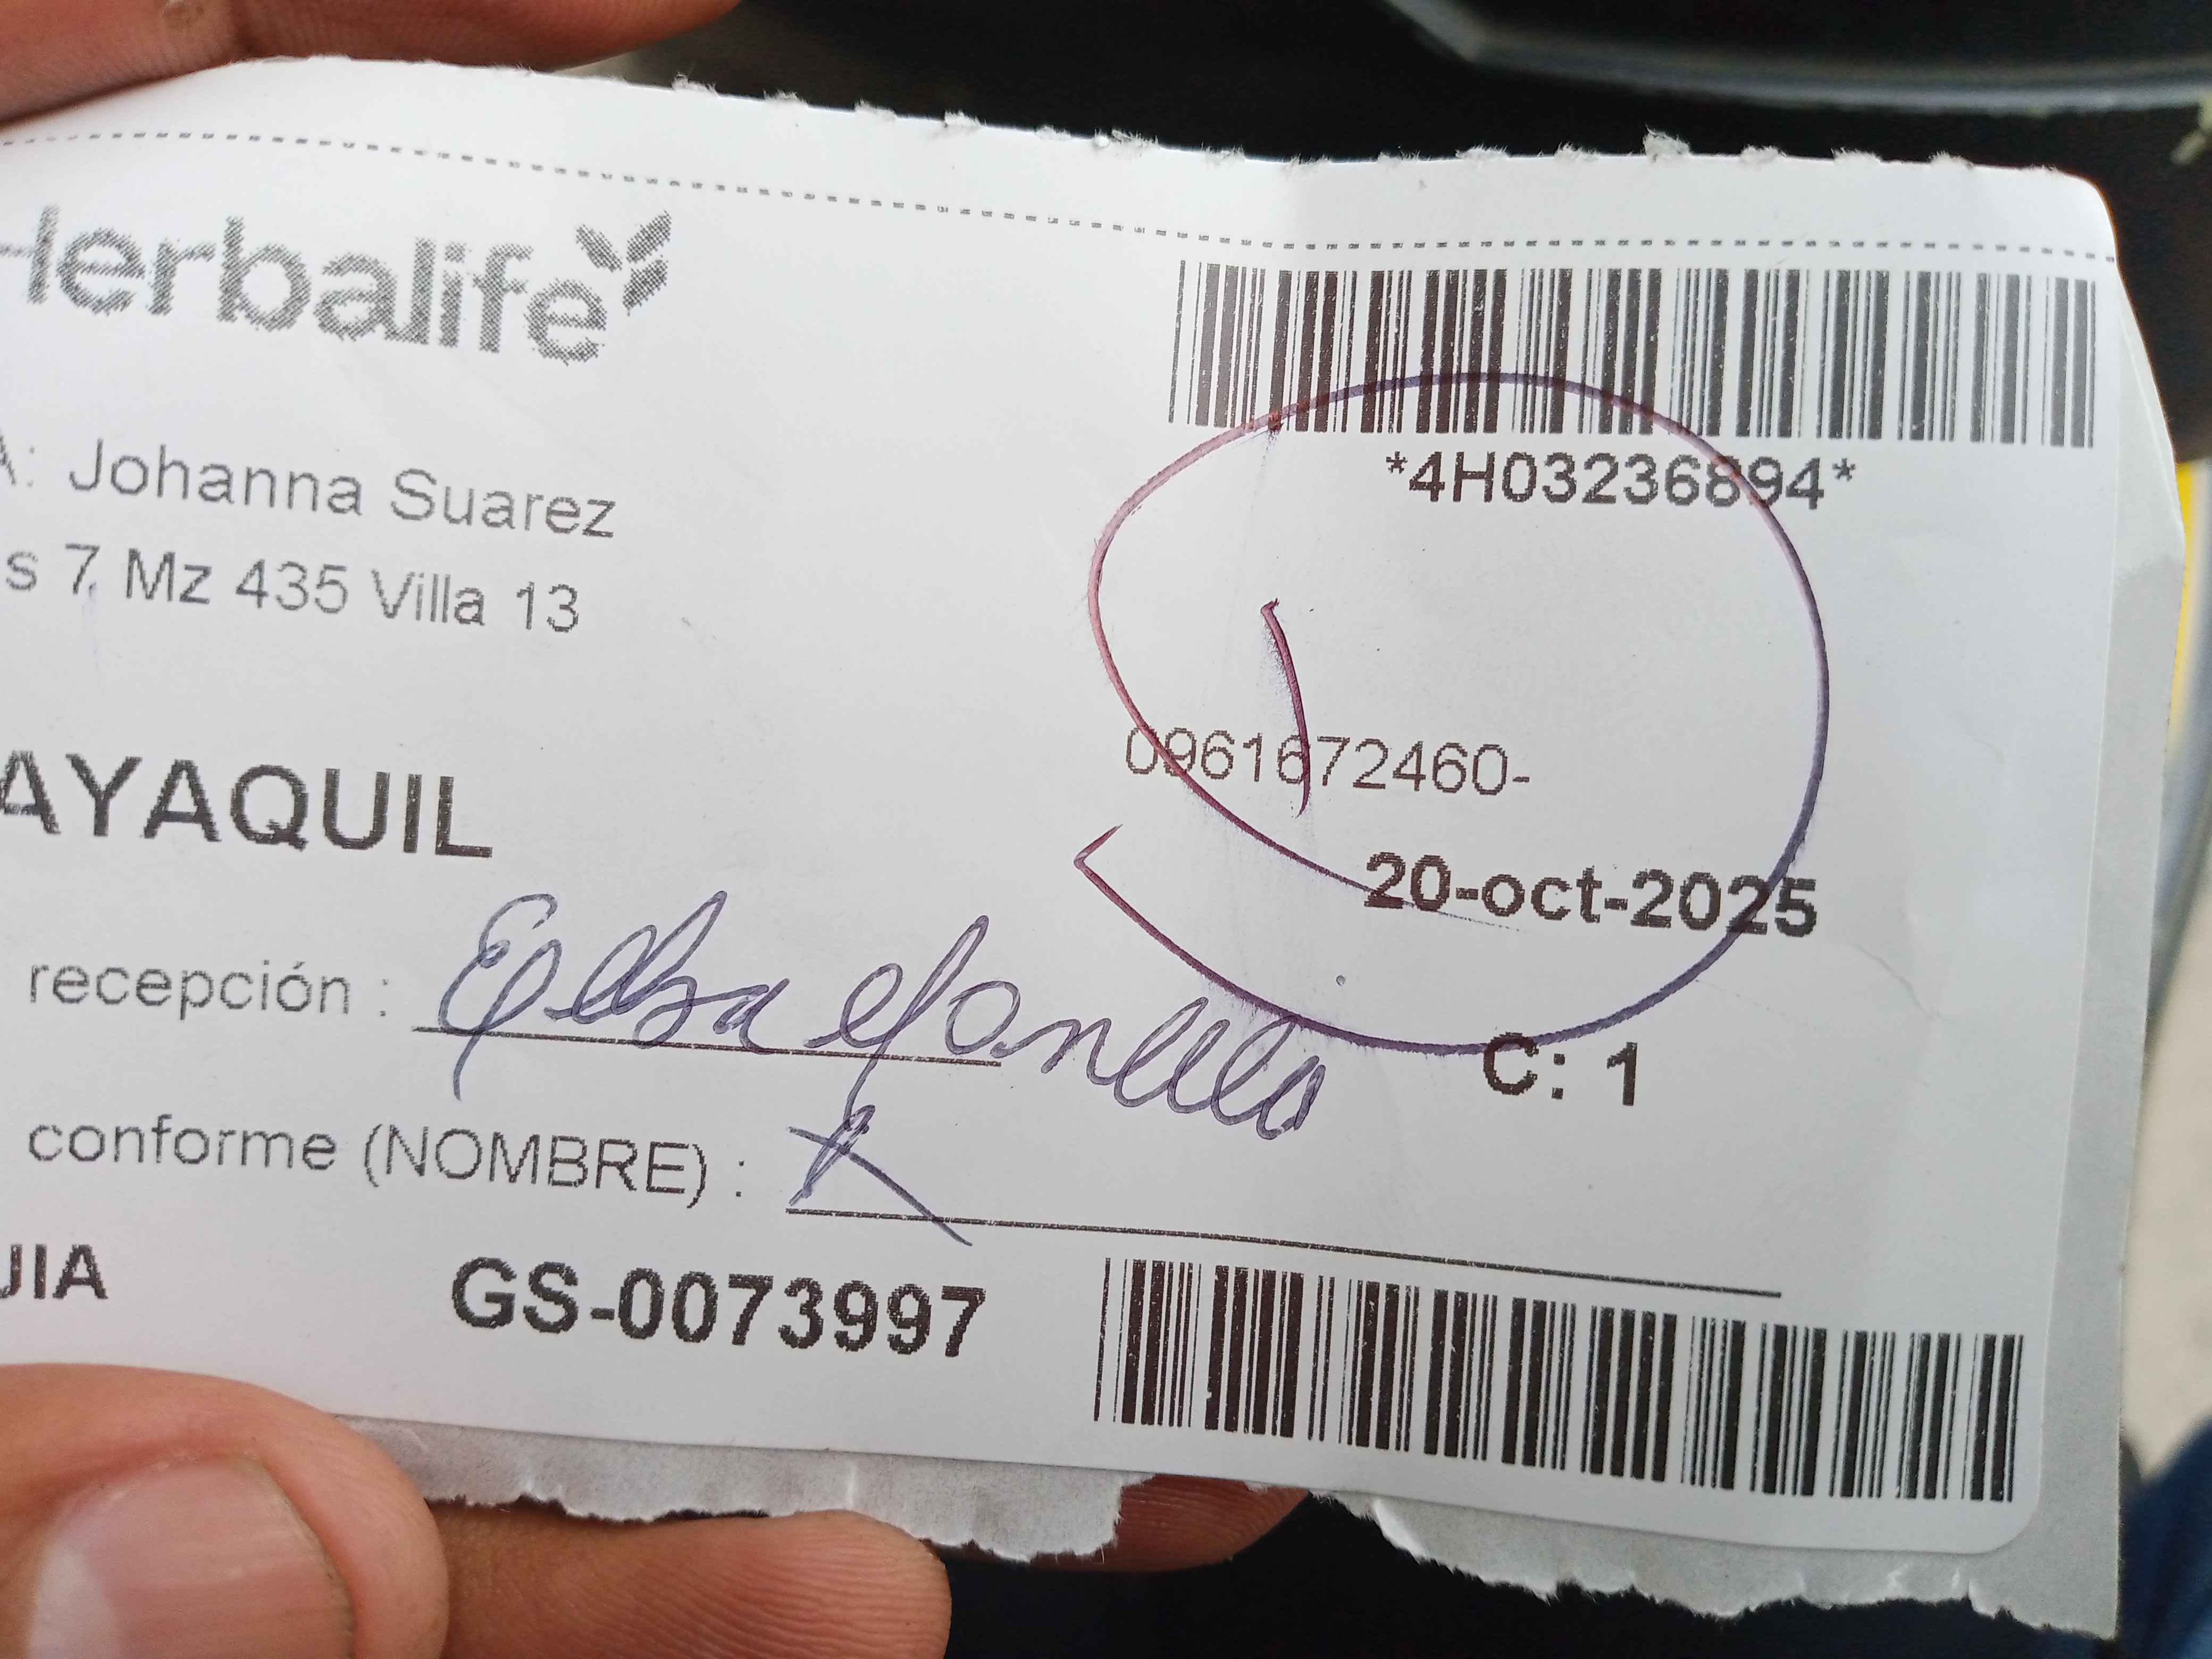 Herbalife
*4H03236894*
A: Johanna Suarez
s 7 Mz 435 Villa 13
0961672460-
AYAQUIL
20-oct-2025
recepción :
C: 1
conforme (NOMBRE) :
JIA GS-0073997